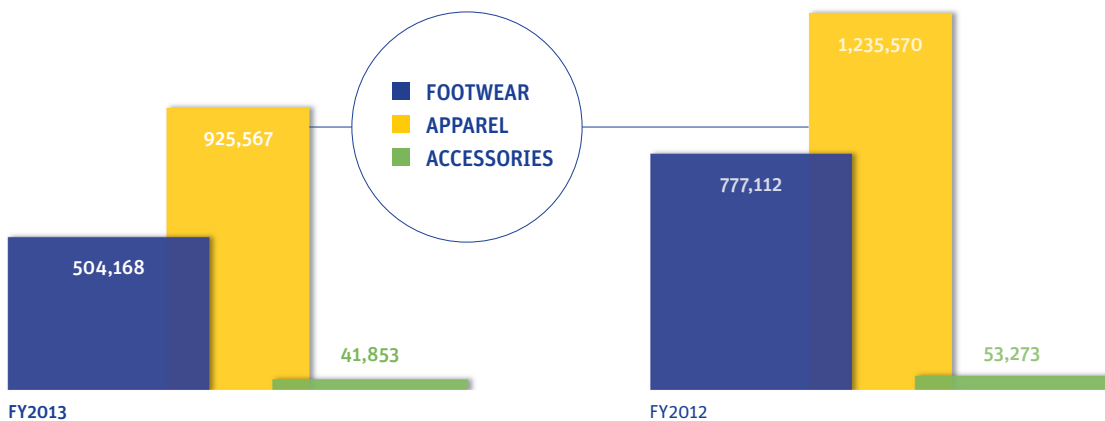 1,235,570
FOOTWEAR
APPAREL
ACCESSORIES
925,567
777,112
504,168
41,853
53,273
FY2013
FY2012